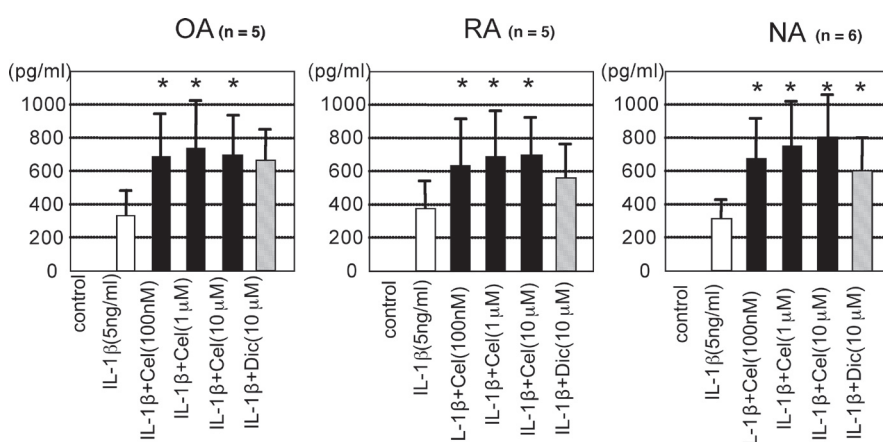 OA (n = 5)
(pg/ml)
1000
800
600
400
200
0
* * *
control
IL-1β(5ng/ml)
IL-1β+Cel(100nM)
IL-1β+Cel(1 μM)
IL-1β+Cel(10 μM)
IL-1β+Dic(10 μM)
RA (n = 5)
(pg/ml)
1000
800
600
400
200
0
* * *
control
IL-1β(5ng/ml)
L-1β+Cel(100nM)
IL-1β+Cel(1 μM)
IL-1β+Cel(10 μM)
IL-1β+Dic(10 μM)
NA (n = 6)
(pg/ml)
1000
800
600
400
200
0
* * * *
control
IL-1β(5ng/ml)
L-1β+Cel(100nM)
IL-1β+Cel(1 μM)
IL-1β+Cel(10 μM)
IL-1β+Dic(10 μM)